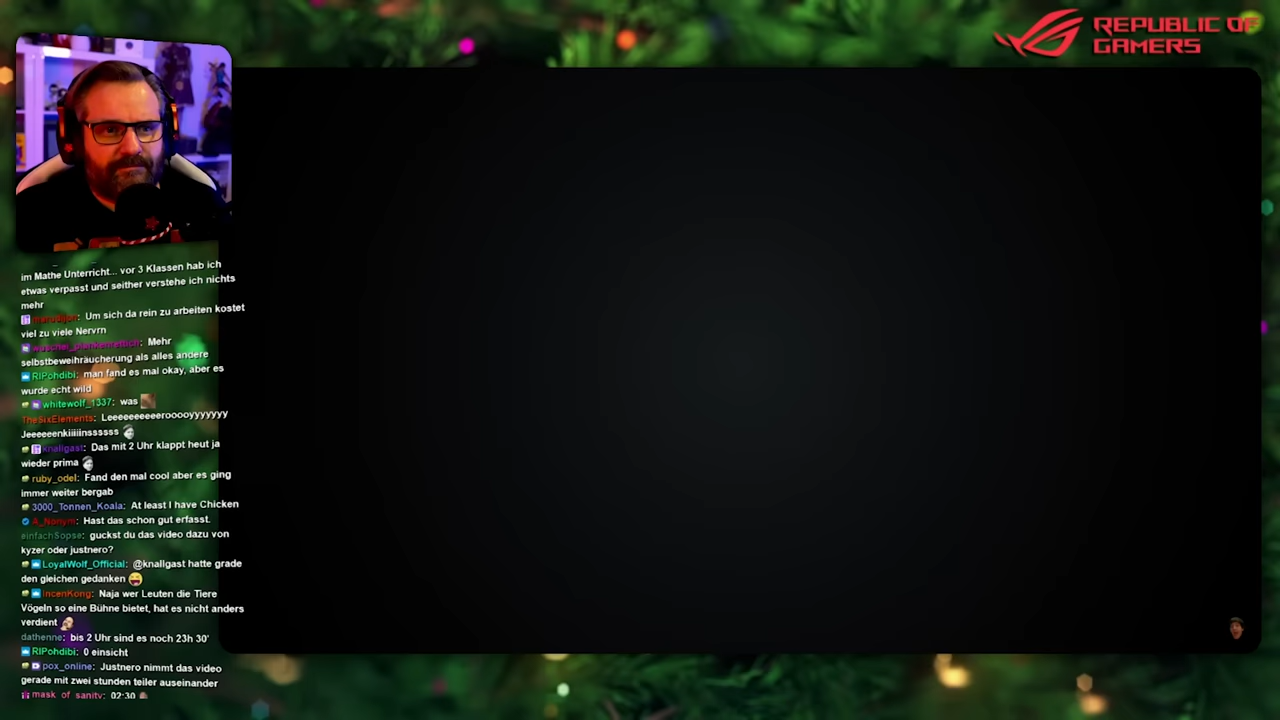 REPUBLIC OF
GAMERS
im Mathe Unterricht... vor 3 Klassen hab ich
etwas verpasst und seither verstehe ich nichts
mehr
Um sich da rein zu arbeiten kostet
viel zu viele Nervrn
Mehr
selbstbeweihräucherung als alles andere
RIPohdibi: man fand es mal okay, aber es
wurde echt wild
whitewolf_1337: was
TheSixElements: Leeeeeeeeeerooooyyyyyyy
Jeeeeenkiiiiinssssss
knallgast: Das mit 2 Uhr klappt heut ja
wieder prima
ruby_odel: Fand den mal cool aber es ging
immer weiter bergab
3000_Tonnen_Koala: At least I have Chicken
A_Nonym: Hast das schon gut erfasst.
einfachSopse: guckst du das video dazu von
kyzer oder justnero?
LoyalWolf_Official: @knallgast hatte grade
den gleichen gedanken
IncenKong: Naja wer Leuten die Tiere
Vögeln so eine Bühne bietet, hat es nicht anders
verdient
dathenne: bis 2 Uhr sind es noch 23h 30'
RIPohdibi: 0 einsicht
pox_online: Justnero nimmt das video
gerade mit zwei stunden teiler auseinander
mask_of_sanity: 02:30